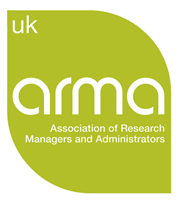 uk
arma
Association of Research
Managers and Administrators